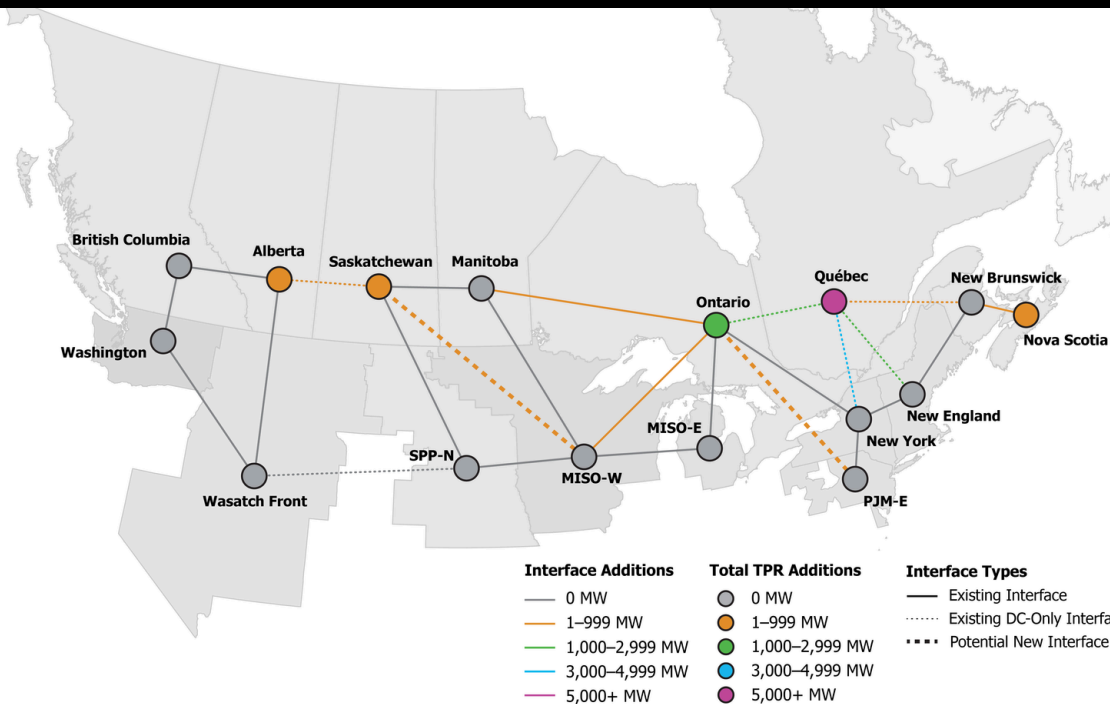 British Columbia
Alberta
Saskatchewan
Manitoba
Québec
New Brunswick
Ontario
Nova Scotia
Washington
New England
MISO-E
New York
SPP-N
MISO-W
Wasatch Front
PJM-E
Interface Additions
0 MW
1–999 MW
1,000–2,999 MW
3,000–4,999 MW
5,000+ MW
Total TPR Additions
0 MW
1–999 MW
1,000–2,999 MW
3,000–4,999 MW
5,000+ MW
Interface Types
Existing Interface
Existing DC-Only Interfa
Potential New Interface